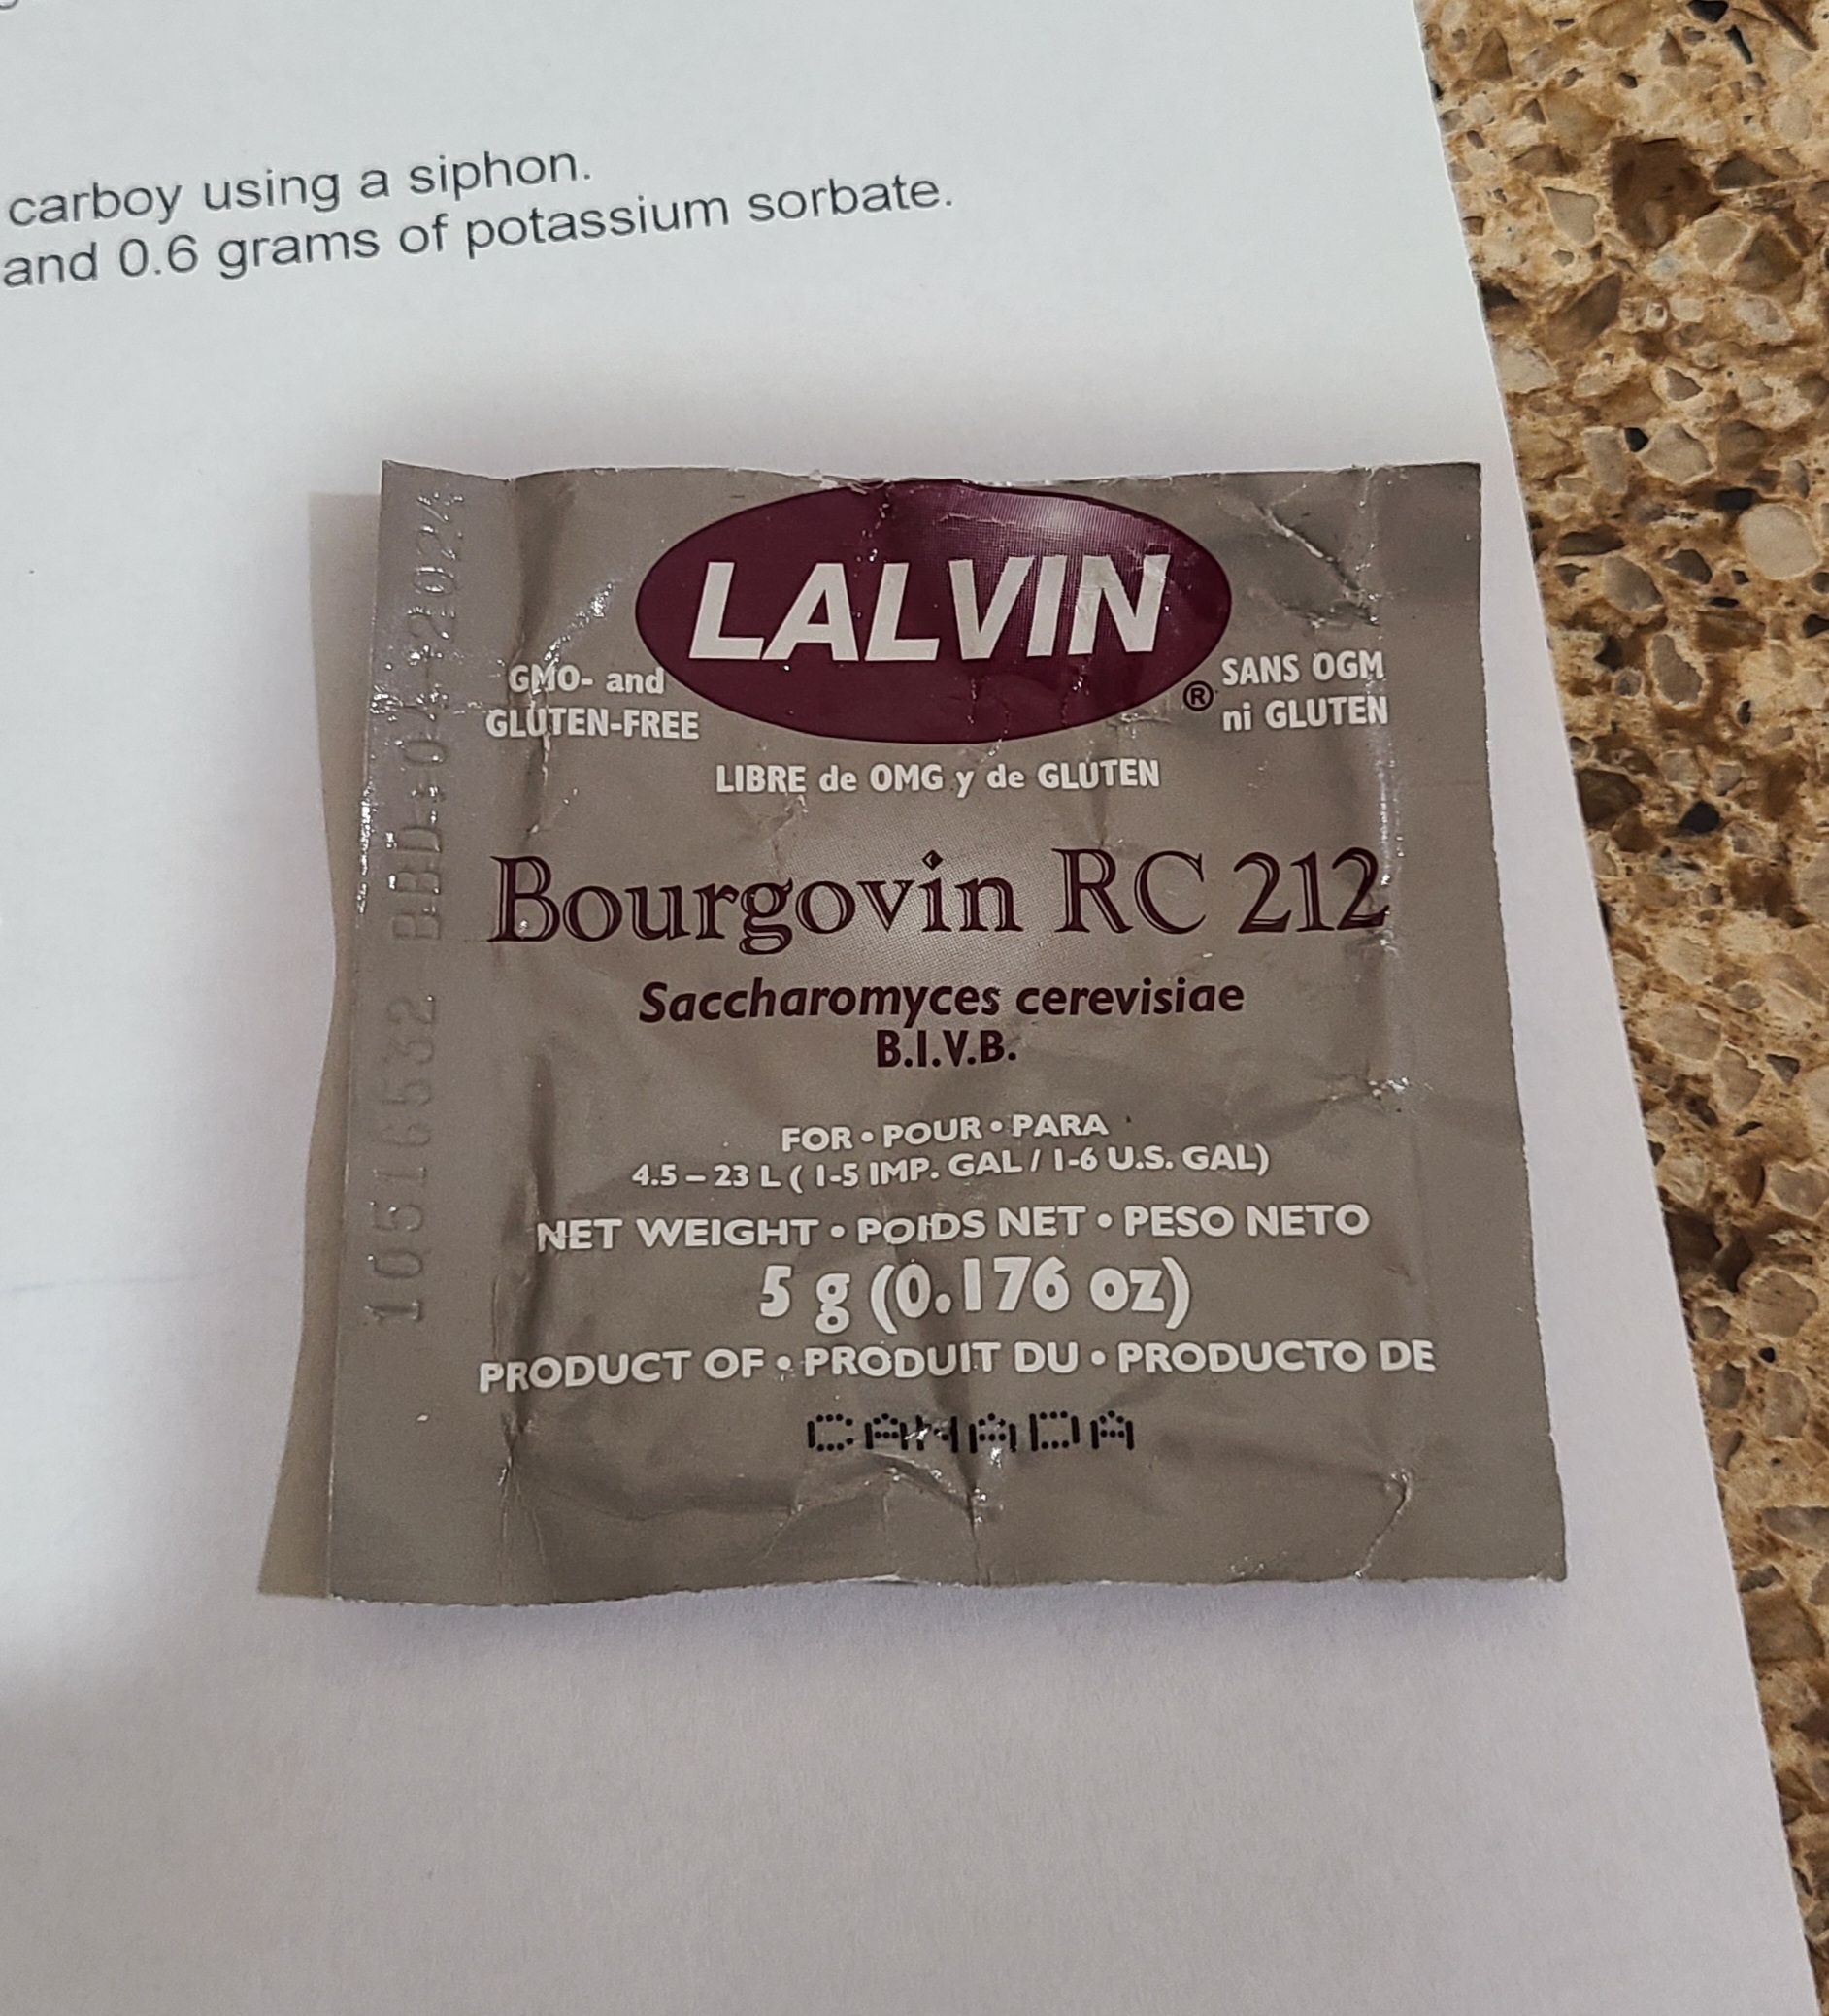 carboy using a siphon.
and 0.6 grams of potassium sorbate.
LALVIN
®
GMO- and
GLUTEN-FREE
SANS OGM
ni GLUTEN
LIBRE de OMG y de GLUTEN
Bourgovin RC 212
Saccharomyces cerevisiae
B.I.V.B.
FOR • POUR • PARA
4.5 – 23 L ( 1-5 IMP. GAL / 1-6 U.S. GAL)
NET WEIGHT • POIDS NET • PESO NETO
5 g (0.176 oz)
PRODUCT OF • PRODUIT DU • PRODUCTO DE
CANADA
BBD